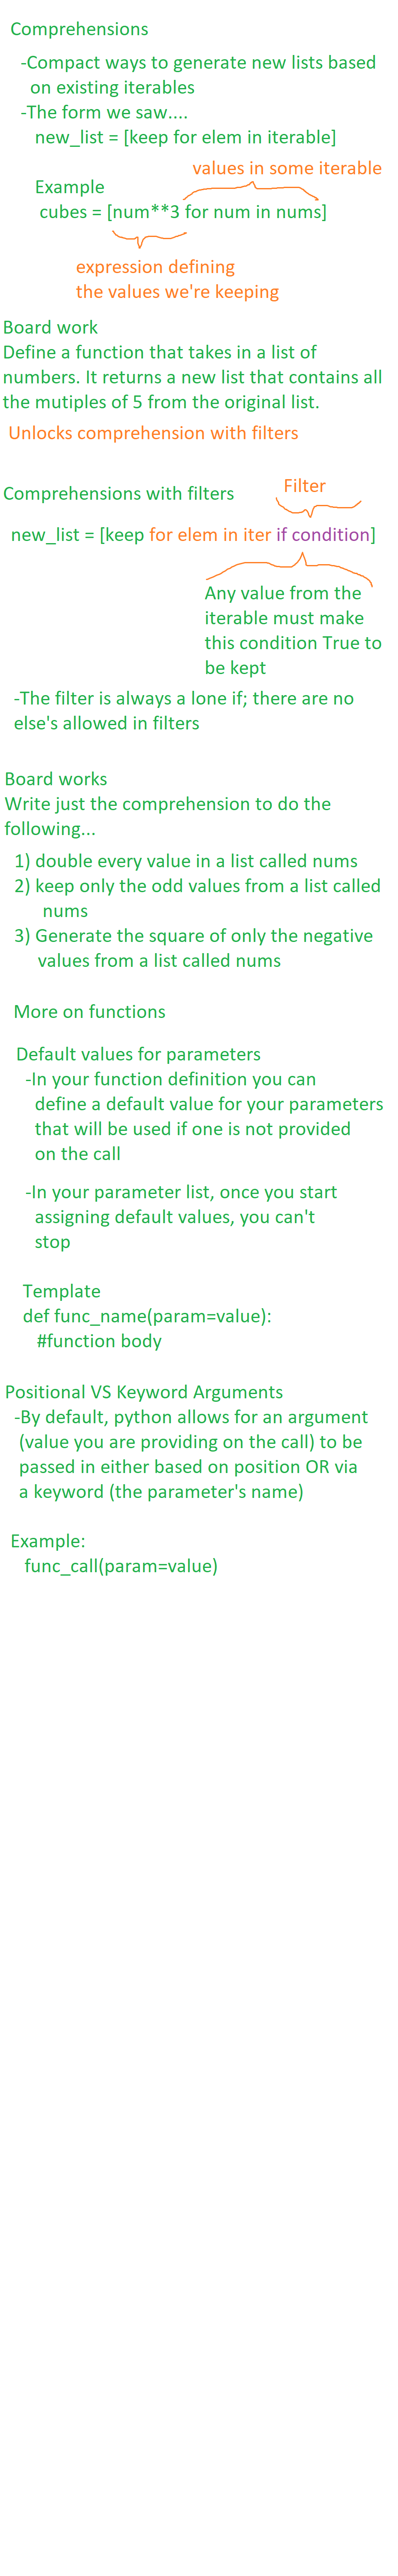 Comprehensions
-Compact ways to generate new lists based
on existing iterables
-The form we saw....
new_list = [keep for elem in iterable]
values in some iterable
Example
cubes = [num**3 for num in nums]
expression defining
the values we're keeping
Board work
Define a function that takes in a list of
numbers. It returns a new list that contains all
the mutiples of 5 from the original list.
Unlocks comprehension with filters
Filter
Comprehensions with filters
new_list = [keep for elem in iter if condition]
Any value from the
iterable must make
this condition True to
be kept
-The filter is always a lone if; there are no
else's allowed in filters
Board works
Write just the comprehension to do the
following...
1) double every value in a list called nums
2) keep only the odd values from a list called
nums
3) Generate the square of only the negative
values from a list called nums
More on functions
Default values for parameters
-In your function definition you can
define a default value for your parameters
that will be used if one is not provided
on the call
-In your parameter list, once you start
assigning default values, you can't
stop
Template
def func_name(param=value):
#function body
Positional VS Keyword Arguments
-By default, python allows for an argument
(value you are providing on the call) to be
passed in either based on position OR via
a keyword (the parameter's name)
Example:
func_call(param=value)